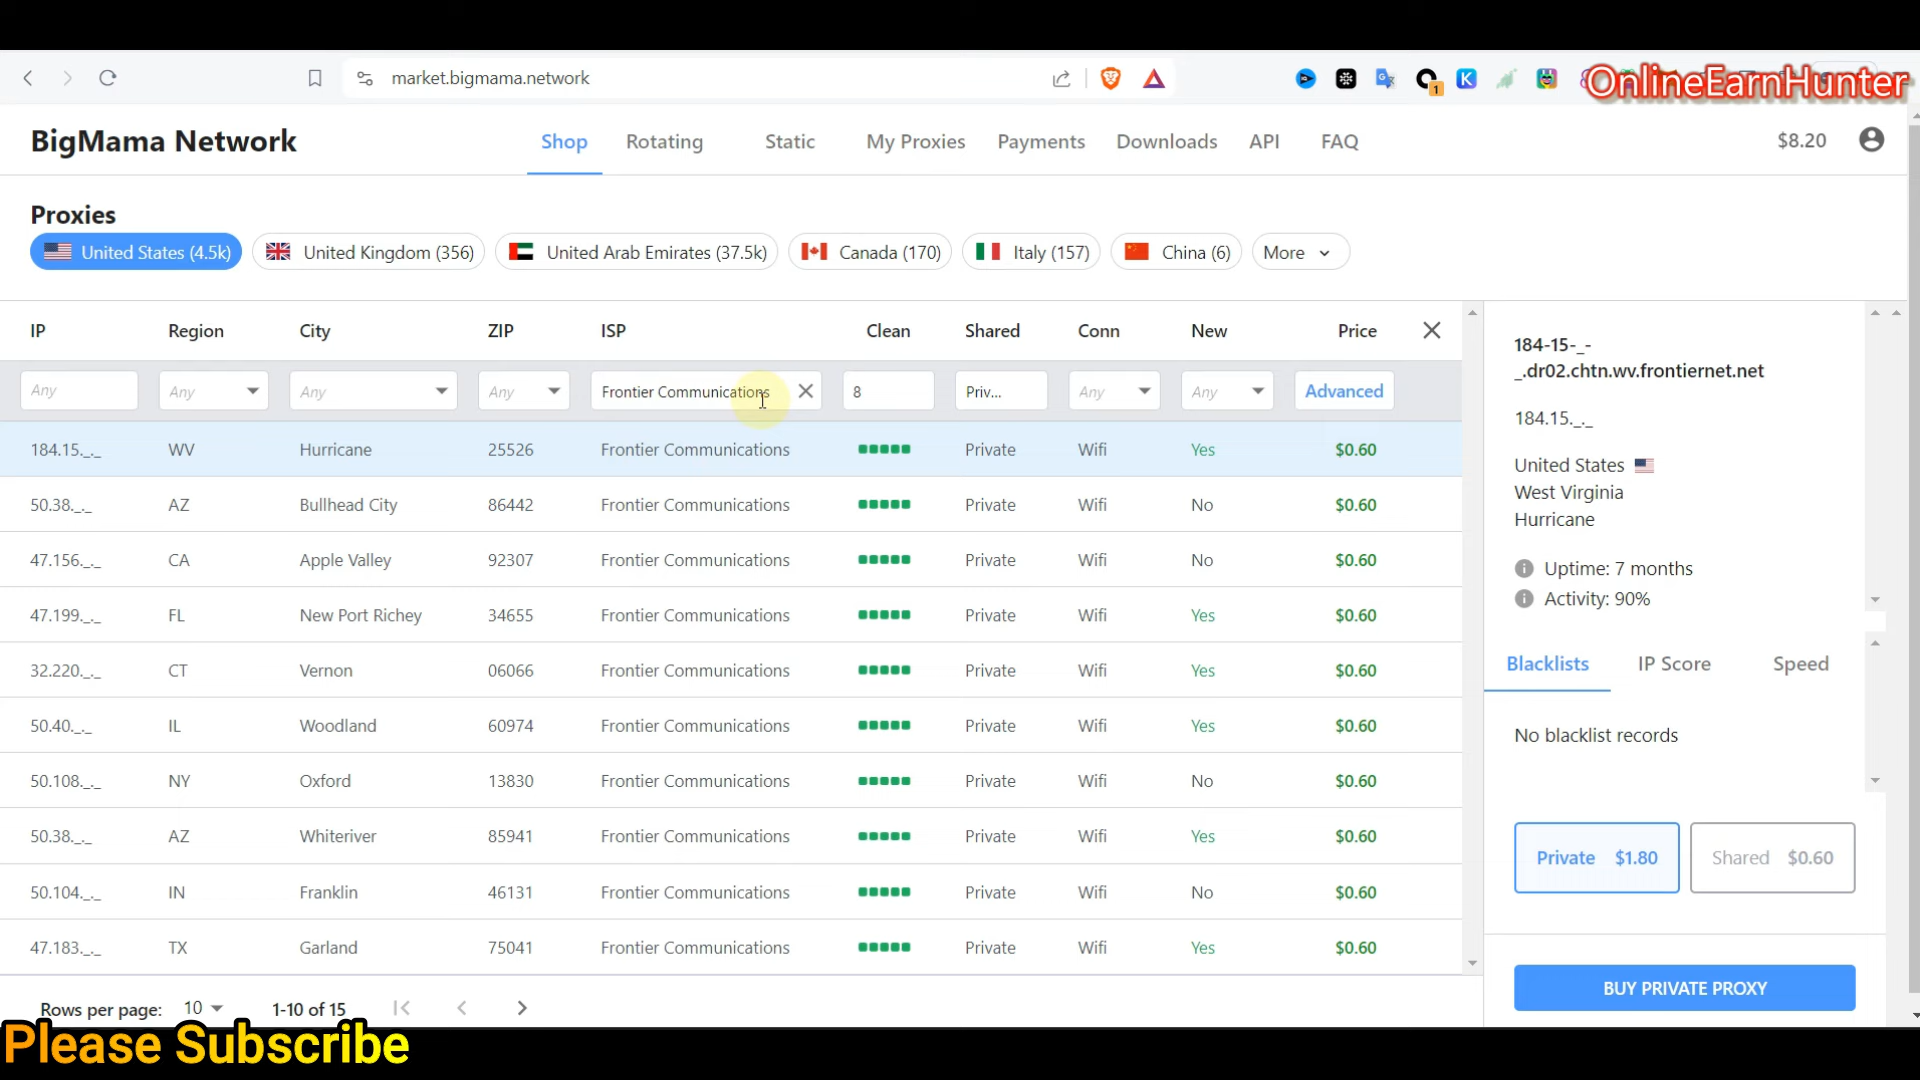 market.bigmama.network
1
OnlineEarnHunter
BigMama Network
Shop
Rotating
Static
My Proxies
Payments
Downloads
API
FAQ
$8.20
Proxies
United States (4.5k)
United Kingdom (356)
United Arab Emirates (37.5k)
Canada (170)
Italy (157)
China (6)
More
IP Region City ZIP ISP Clean Shared Conn New Price
Any Any Any Any Frontier Communications 8 Priv... Any Any Advanced
184.15._._ WV Hurricane 25526 Frontier Communications Private Wifi Yes $0.60
50.38._._ AZ Bullhead City 86442 Frontier Communications Private Wifi No $0.60
47.156._._ CA Apple Valley 92307 Frontier Communications Private Wifi No $0.60
47.199._._ FL New Port Richey 34655 Frontier Communications Private Wifi Yes $0.60
32.220._._ CT Vernon 06066 Frontier Communications Private Wifi Yes $0.60
50.40._._ IL Woodland 60974 Frontier Communications Private Wifi Yes $0.60
50.108._._ NY Oxford 13830 Frontier Communications Private Wifi No $0.60
50.38._._ AZ Whiteriver 85941 Frontier Communications Private Wifi Yes $0.60
50.104._._ IN Franklin 46131 Frontier Communications Private Wifi No $0.60
47.183._._ TX Garland 75041 Frontier Communications Private Wifi Yes $0.60
Rows per page: 10 1-10 of 15
184-15-_-
_.dr02.chtn.wv.frontiernet.net
184.15._._
United States
West Virginia
Hurricane
Uptime: 7 months
Activity: 90%
Blacklists IP Score Speed
No blacklist records
Private $1.80
Shared $0.60
BUY PRIVATE PROXY
Please Subscribe